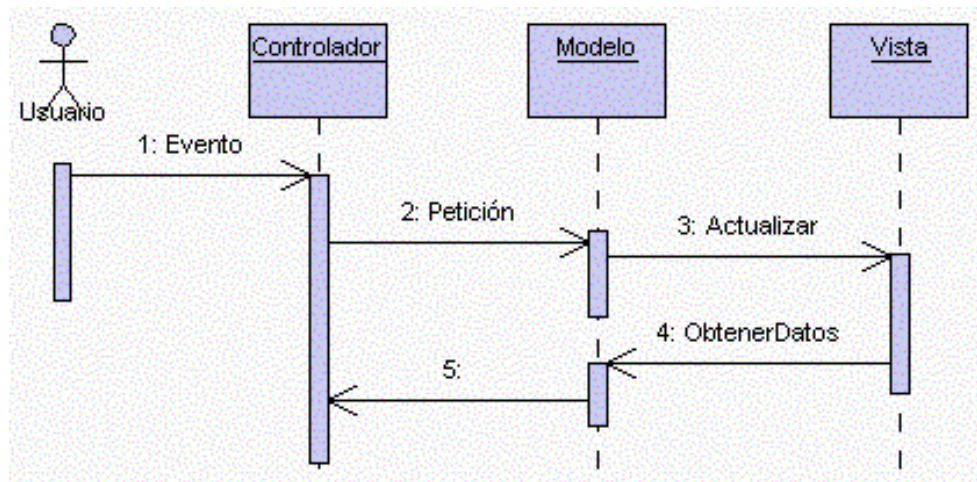 Controlador
Modelo
Vista
Usuario
1: Evento
2: Petición
3: Actualizar
4: ObtenerDatos
5: